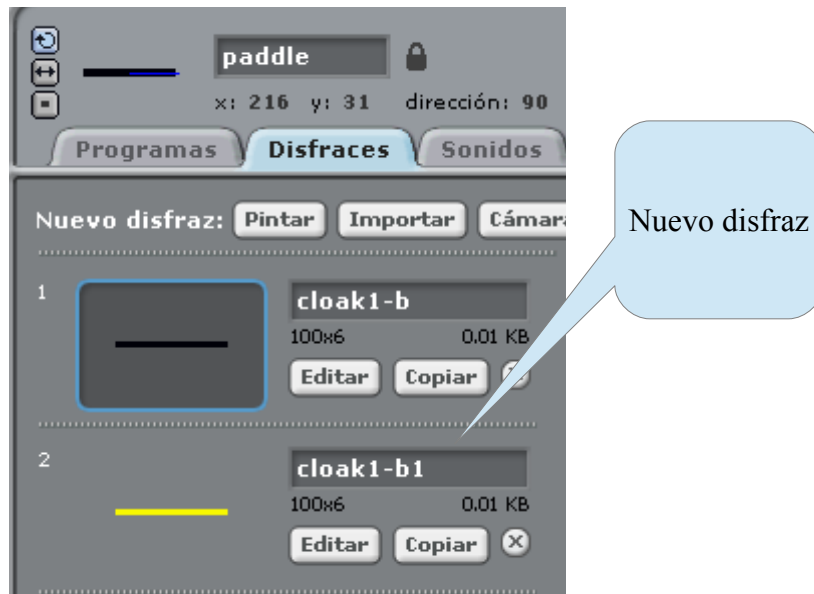 paddle
x: 216 y: 31 dirección: 90
Programas Disfraces Sonidos
Nuevo disfraz: Pintar Importar Cámar
Nuevo disfraz
1
cloak1-b
100x6 0.01 KB
Editar Copiar
2
cloak1-b1
100x6 0.01 KB
Editar Copiar